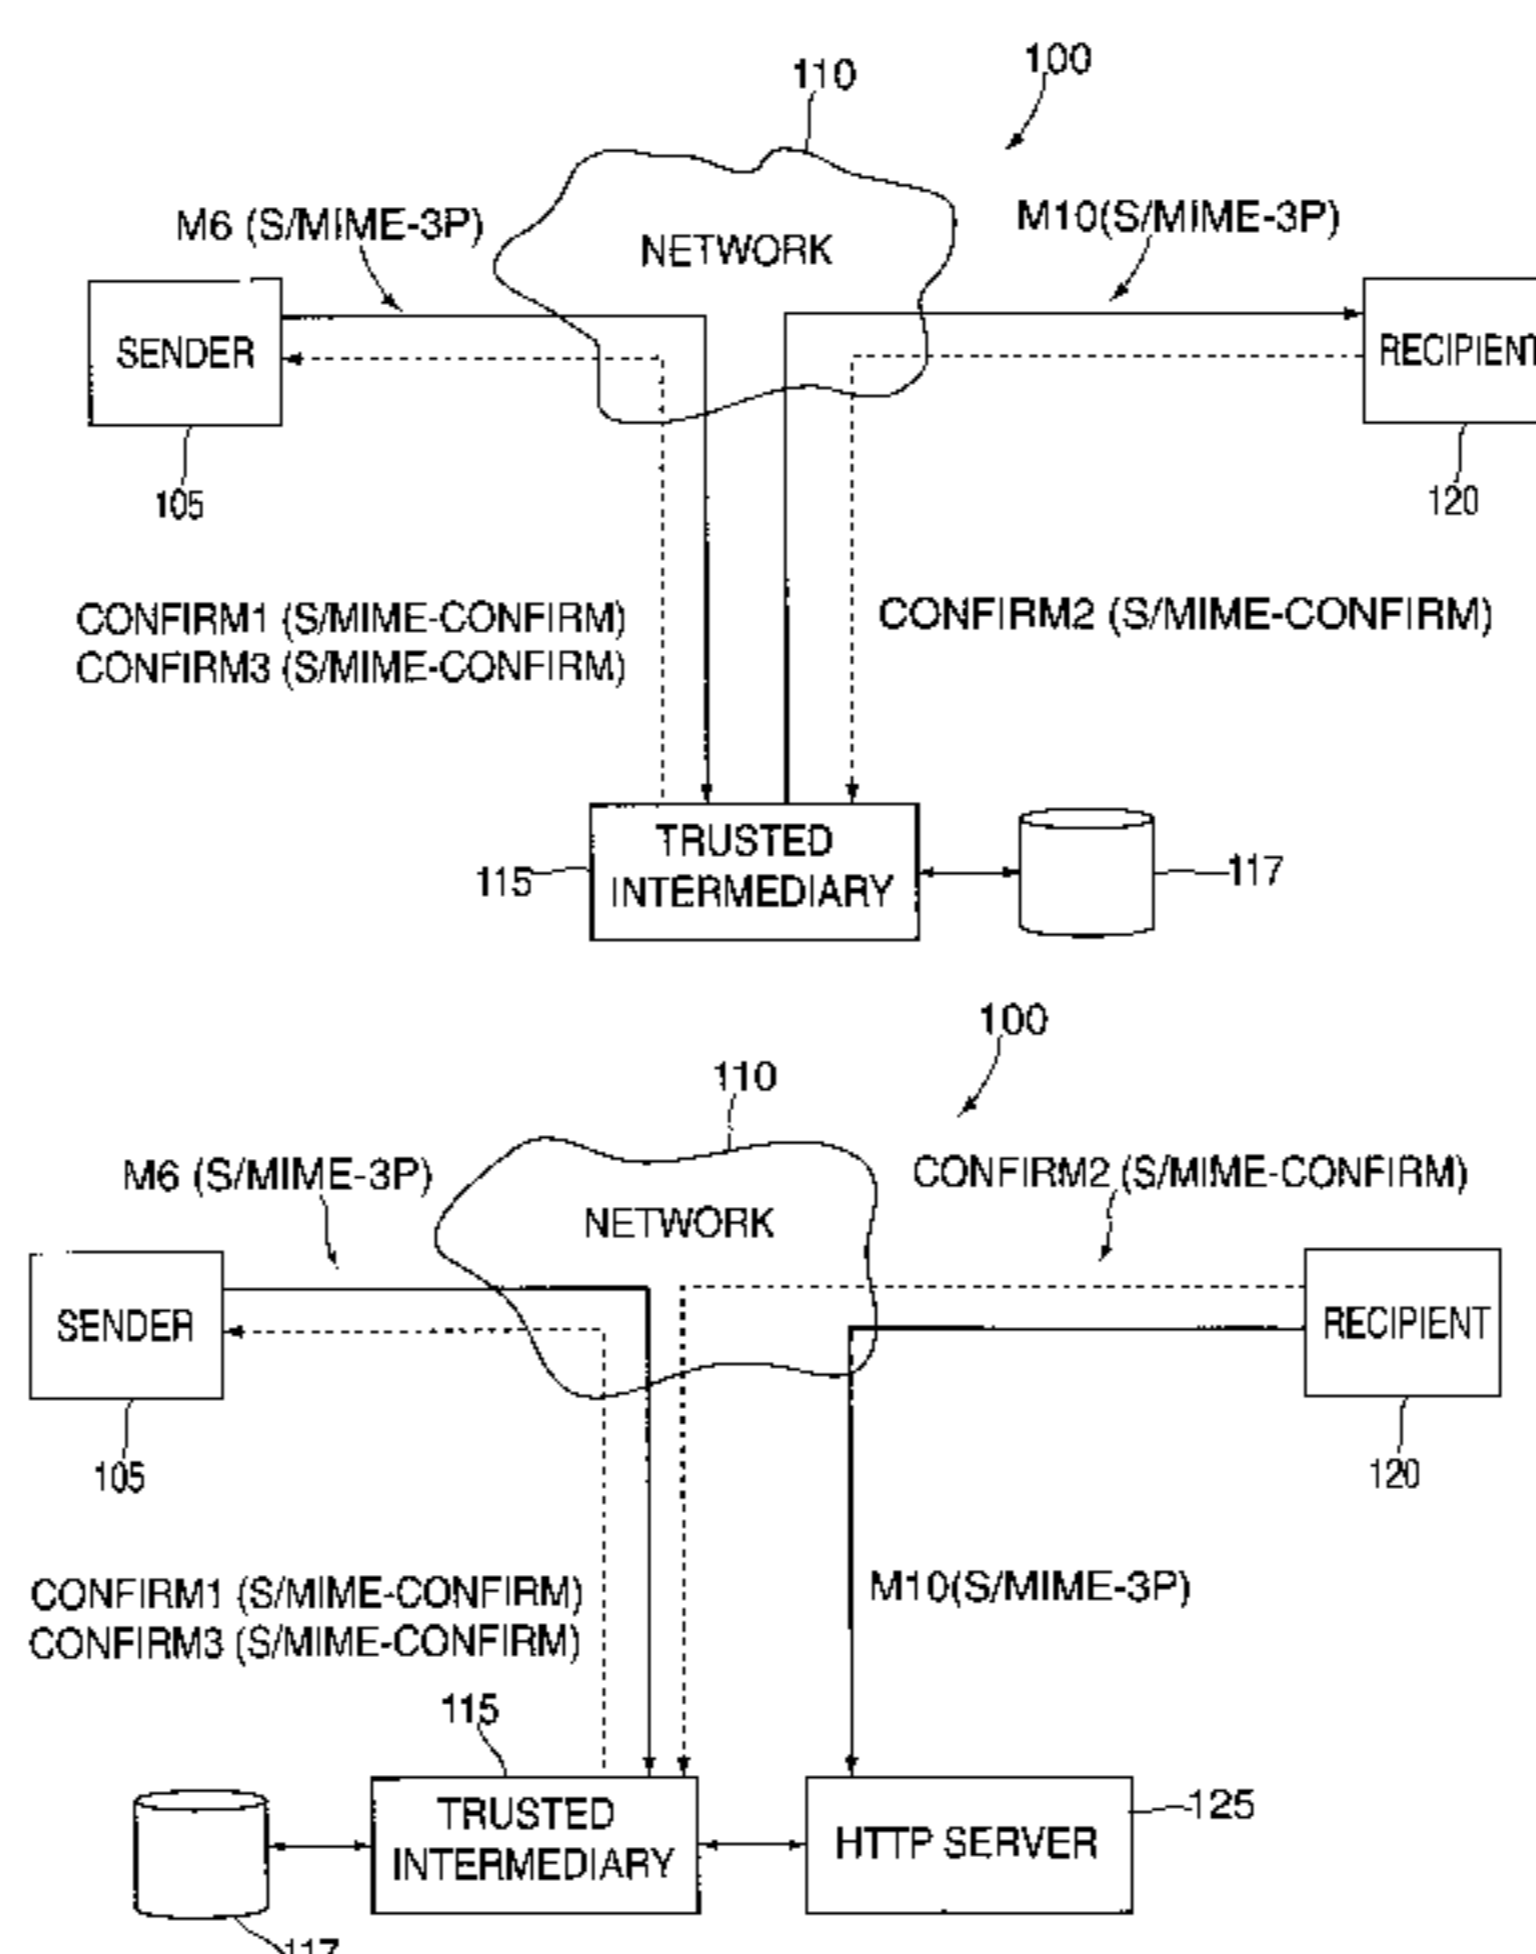 100
110
M6 (S/MIME-3P)
M10(S/MIME-3P)
NETWORK
SENDER
RECIPIENT
105
120
CONFIRM1 (S/MIME-CONFIRM)
CONFIRM3 (S/MIME-CONFIRM)
CONFIRM2 (S/MIME-CONFIRM)
TRUSTED
INTERMEDIARY
115
117
100
110
M6 (S/MIME-3P)
CONFIRM2 (S/MIME-CONFIRM)
NETWORK
SENDER
RECIPIENT
105
120
CONFIRM1 (S/MIME-CONFIRM)
CONFIRM3 (S/MIME-CONFIRM)
M10(S/MIME-3P)
115
125
TRUSTED
INTERMEDIARY
HTTP SERVER
117